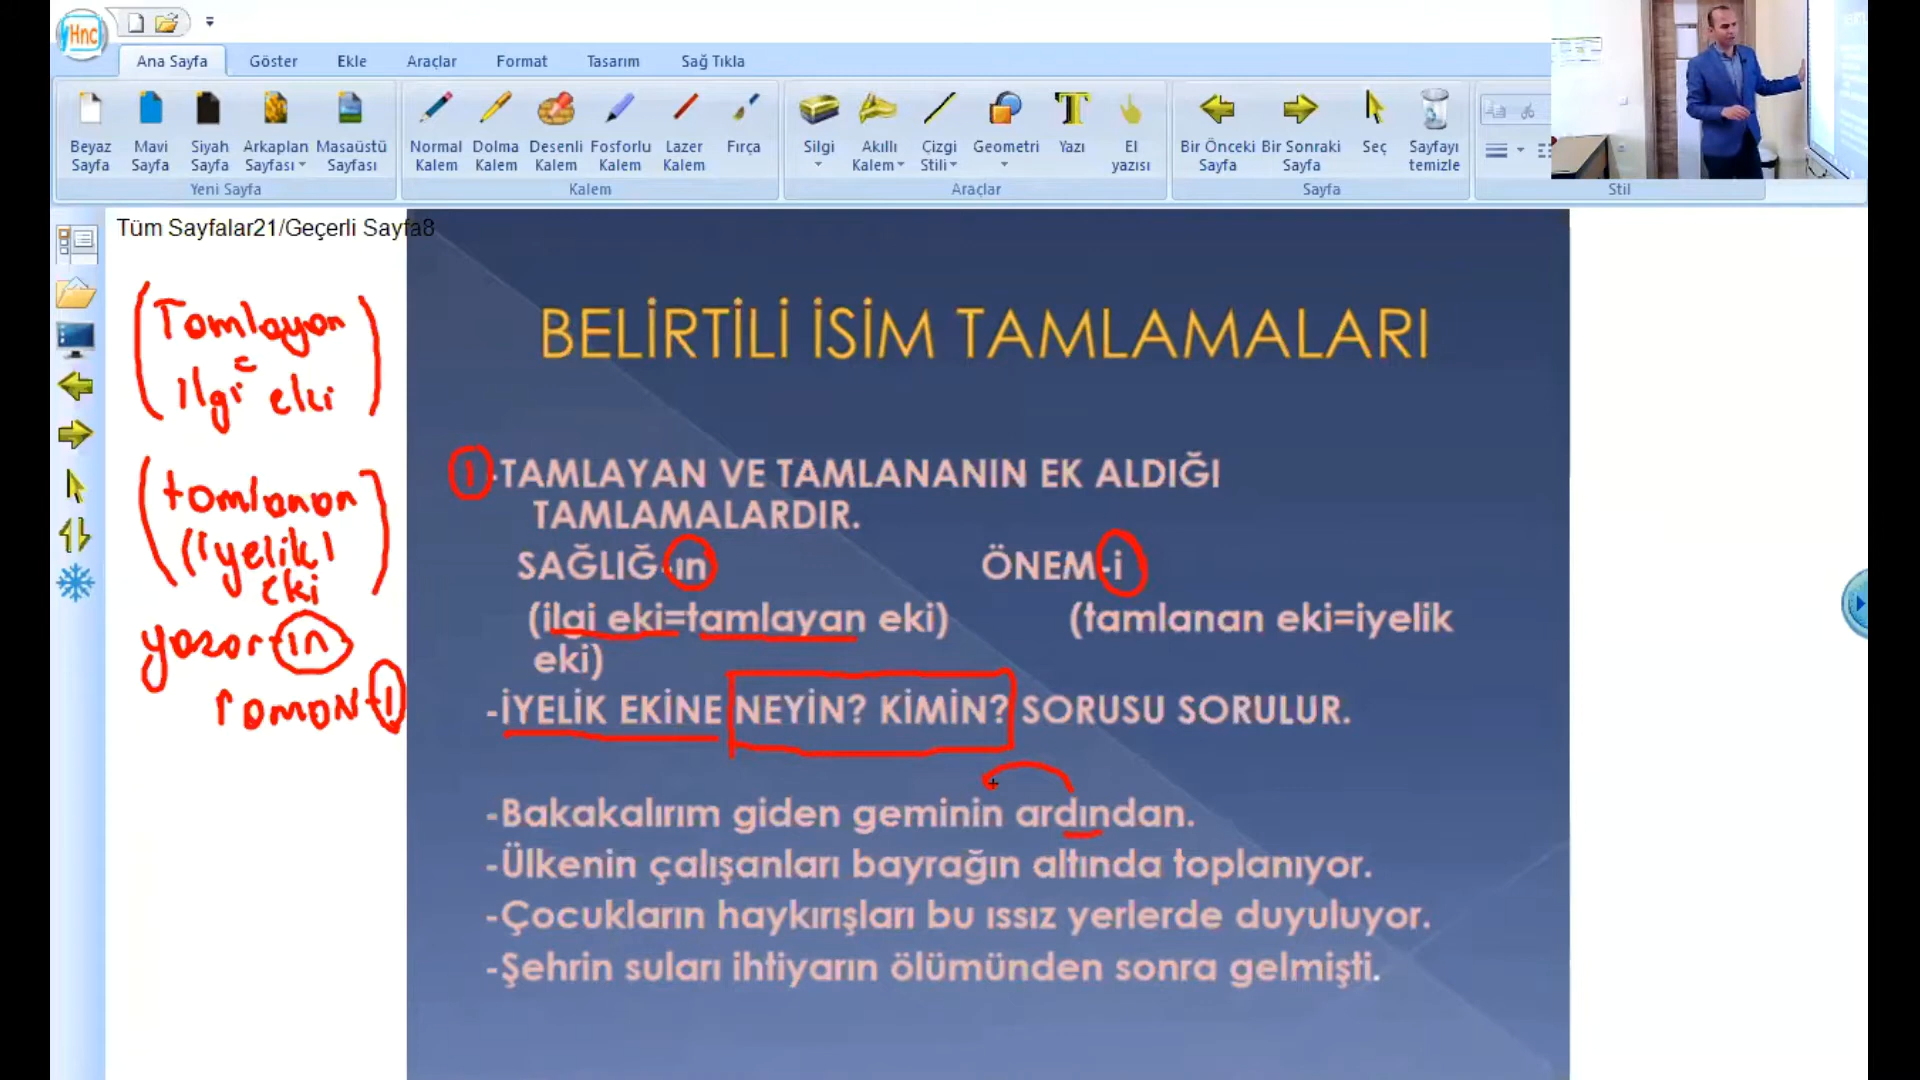 Hnc
Ana Sayfa Göster Ekle Araçlar Format Tasarım Sağ Tıkla
Beyaz Sayfa Mavi Sayfa Siyah Sayfa Arkaplan Sayfası Masaüstü Sayfası
Yeni Sayfa
Normal Kalem Dolma Kalem Desenli Kalem Fosforlu Kalem Lazer Kalem Fırça
Kalem
Silgi Akıllı Kalem Çizgi Stili Geometri Yazı El yazısı
Araçlar
Bir Önceki Sayfa Bir Sonraki Sayfa Seç Sayfayı temizle
Sayfa
Stil
Tüm Sayfalar21/Geçerli Sayfa8
(Tamlayan
=
ilgi eki)
(tamlanan
(iyelik)
eki
yazar-ın
roman-ı
BELİRTİLİ İSİM TAMLAMALARI
1-TAMLAYAN VE TAMLANANIN EK ALDIĞI
TAMLAMALARDIR.
SAĞLIĞ-ın ÖNEM-i
(ilgi eki=tamlayan eki) (tamlanan eki=iyelik
eki)
-İYELİK EKİNE NEYİN? KİMİN? SORUSU SORULUR.
-Bakakalırım giden geminin ardından.
-Ülkenin çalışanları bayrağın altında toplanıyor.
-Çocukların haykırışları bu ıssız yerlerde duyuluyor.
-Şehrin suları ihtiyarın ölümünden sonra gelmişti.